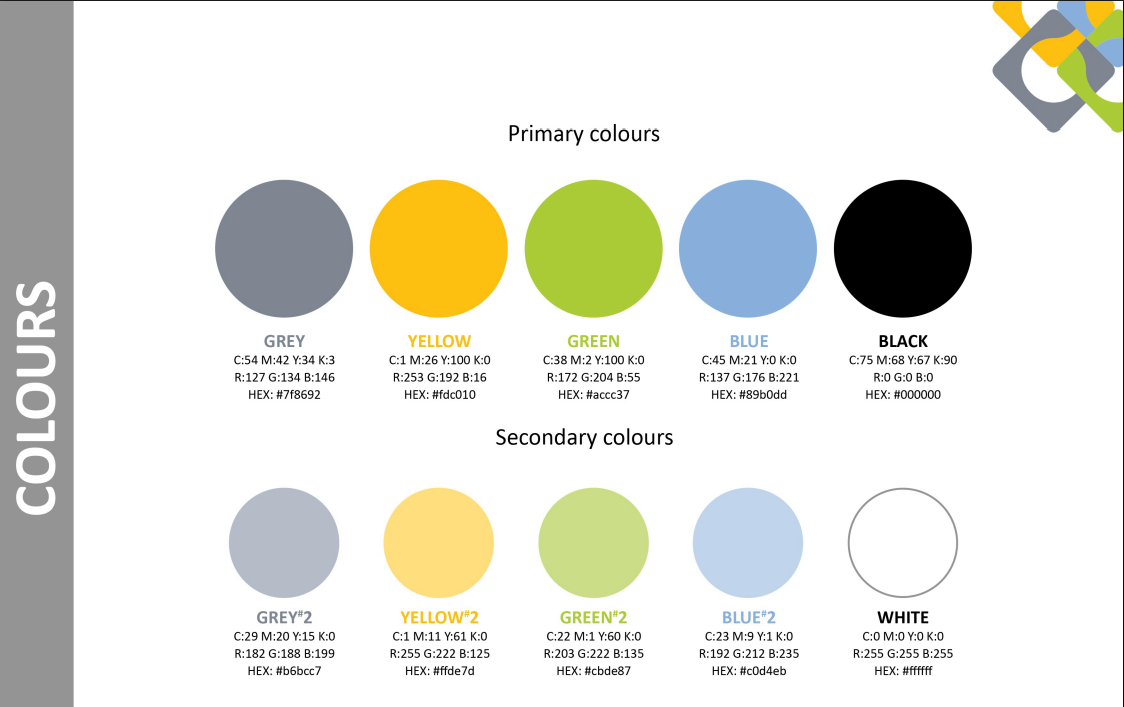 COLOURS
Primary colours
GREY
C:54 M:42 Y:34 K:3
R:127 G:134 B:146
HEX: #7f8692
YELLOW
C:1 M:26 Y:100 K:0
R:253 G:192 B:16
HEX: #fdc010
GREEN
C:38 M:2 Y:100 K:0
R:172 G:204 B:55
HEX: #accc37
BLUE
C:45 M:21 Y:0 K:0
R:137 G:176 B:221
HEX: #89b0dd
BLACK
C:75 M:68 Y:67 K:90
R:0 G:0 B:0
HEX: #000000
Secondary colours
GREY#2
C:29 M:20 Y:15 K:0
R:182 G:188 B:199
HEX: #b6bcc7
YELLOW#2
C:1 M:11 Y:61 K:0
R:255 G:222 B:125
HEX: #ffde7d
GREEN#2
C:22 M:1 Y:60 K:0
R:203 G:222 B:135
HEX: #cbde87
BLUE#2
C:23 M:9 Y:1 K:0
R:192 G:212 B:235
HEX: #c0d4eb
WHITE
C:0 M:0 Y:0 K:0
R:255 G:255 B:255
HEX: #ffffff